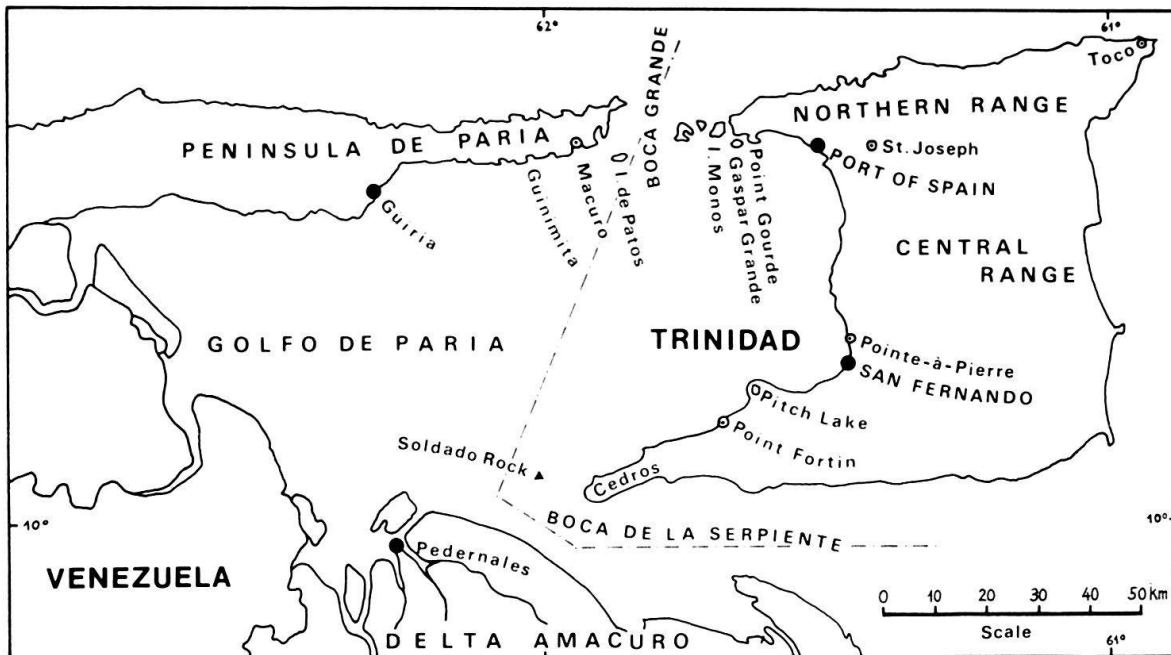 62°
61°
Toco
BOCA GRANDE
NORTHERN RANGE
PENINSULA DE PARIA
St. Joseph
PORT OF SPAIN
Guiria
Guinimita
Macuro
I. de Patos
I. Monos
Gaspar Grande
Point Gourde
CENTRAL
RANGE
GOLFO DE PARIA
TRINIDAD
Pointe-à-Pierre
SAN FERNANDO
Pitch Lake
Point Fortin
Soldado Rock
Cedros
10°
10°
BOCA DE LA SERPIENTE
Pedernales
VENEZUELA
0 10 20 30 40 50 km
Scale
DELTA AMACURO
61°